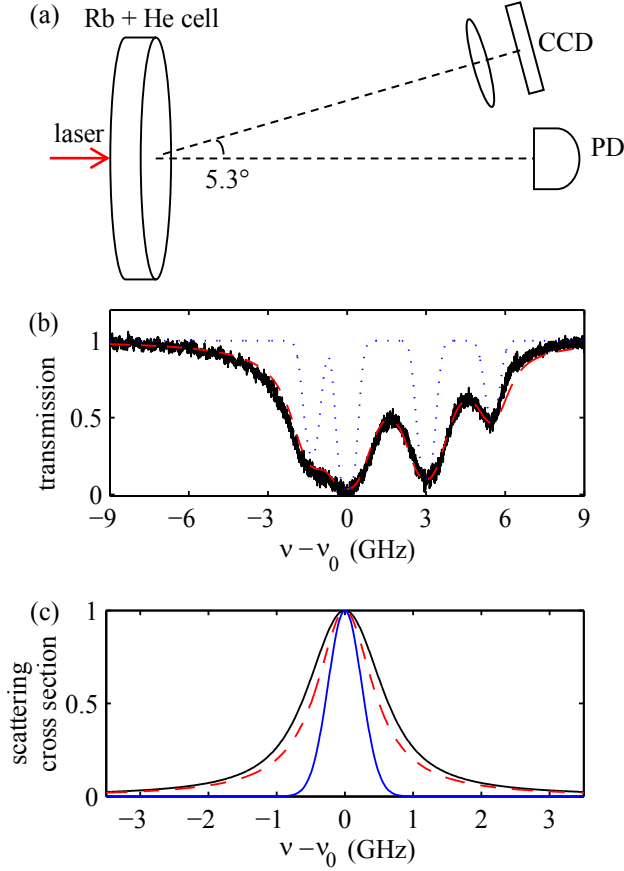 (a)
Rb + He cell
CCD
laser
PD
5.3°
(b)
1
0.5
0
transmission
−9 −6 −3 0 3 6 9
ν − ν0 (GHz)
(c)
1
0.5
0
scattering
cross section
−3 −2 −1 0 1 2 3
ν − ν0 (GHz)